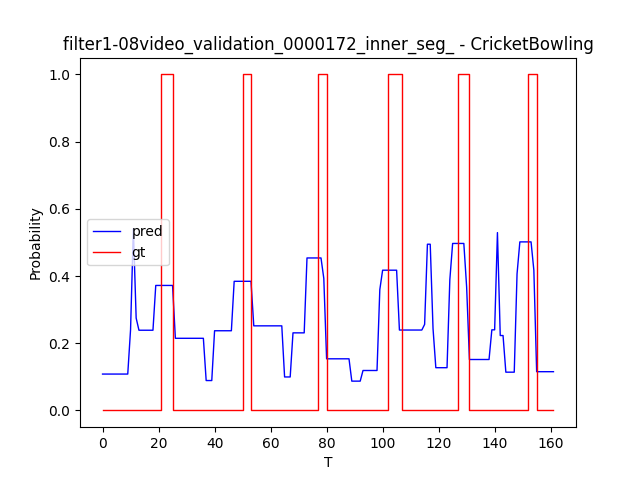 filter1-08video_validation_0000172_inner_seg_ - CricketBowling
1.0
0.8
0.6
0.4
0.2
0.0
Probability
pred
gt
0 20 40 60 80 100 120 140 160
T